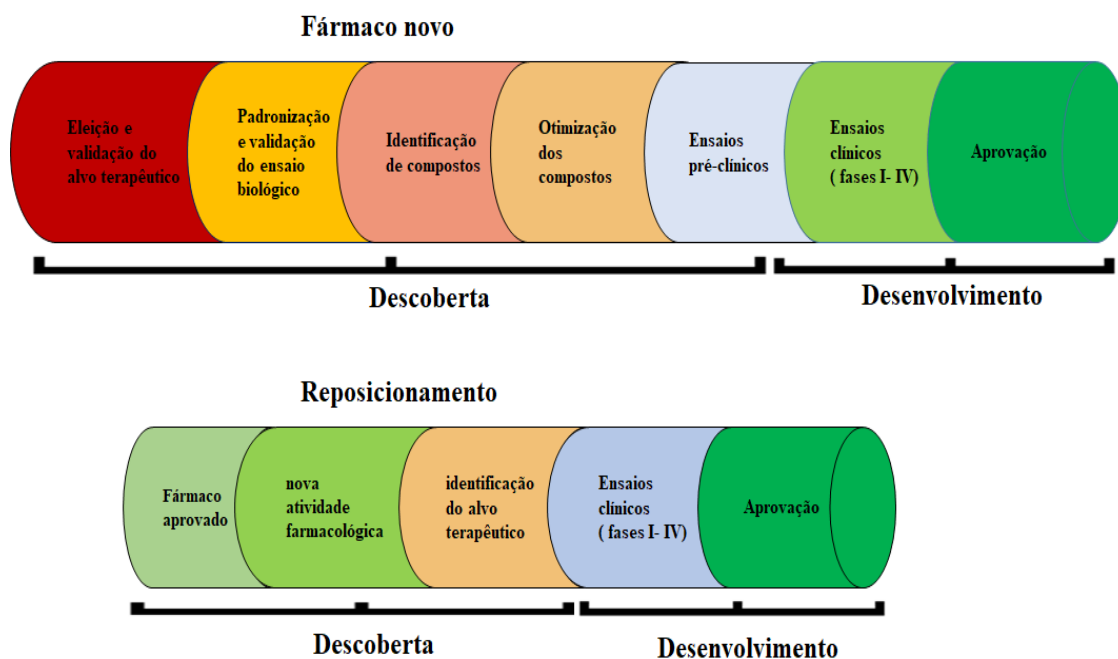 Fármaco novo
Eleição e
validação do
alvo terapêutico
Padronização
e validação
do ensaio
biológico
Identificação
de compostos
Otimização
dos
compostos
Ensaios
pré-clínicos
Ensaios
clínicos
( fases I- IV)
Aprovação
Descoberta
Desenvolvimento
Reposicionamento
Fármaco
aprovado
nova
atividade
farmacológica
identificação
do alvo
terapêutico
Ensaios
clínicos
( fases I- IV)
Aprovação
Descoberta
Desenvolvimento